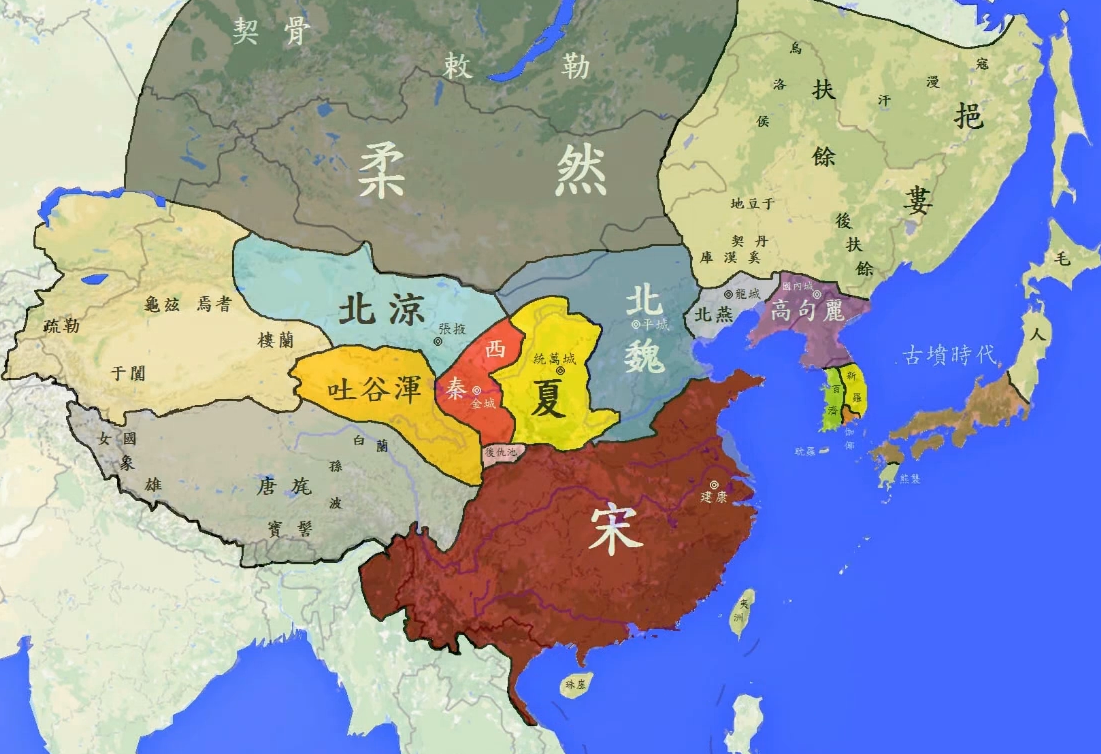 契骨
敕勒
柔然
烏
洛
侯
扶
餘
汗
漫
寇
挹
婁
地豆于
契丹
庫漠奚
後
扶
餘
龜茲
焉耆
疏勒
樓蘭
于闐
北涼
張掖
西
秦
金城
吐谷渾
統萬城
夏
北
平城
魏
龍城
北燕
國內城
高句麗
新
羅
百
濟
耽羅
古墳時代
毛
人
熊襲
女國
象
雄
白蘭
孫
波
唐旄
寶髻
後仇池
宋
建康
夷
洲
珠崖